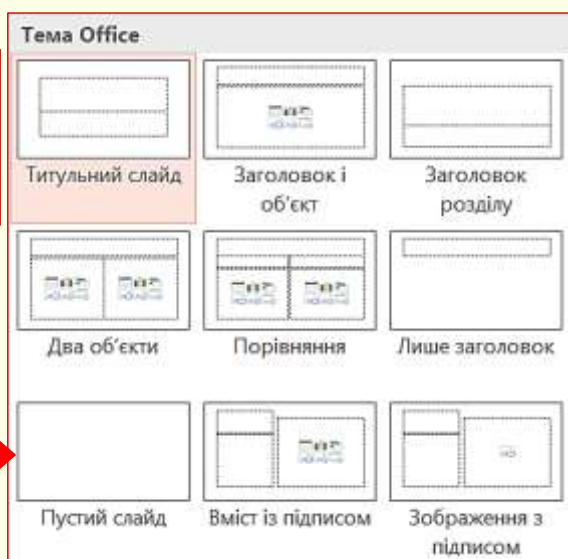 Тема Office
Титульний слайд
Заголовок і
об'єкт
Заголовок
розділу
Два об'єкти
Порівняння
Лише заголовок
Пустий слайд
Вміст із підписом
Зображення з
підписом